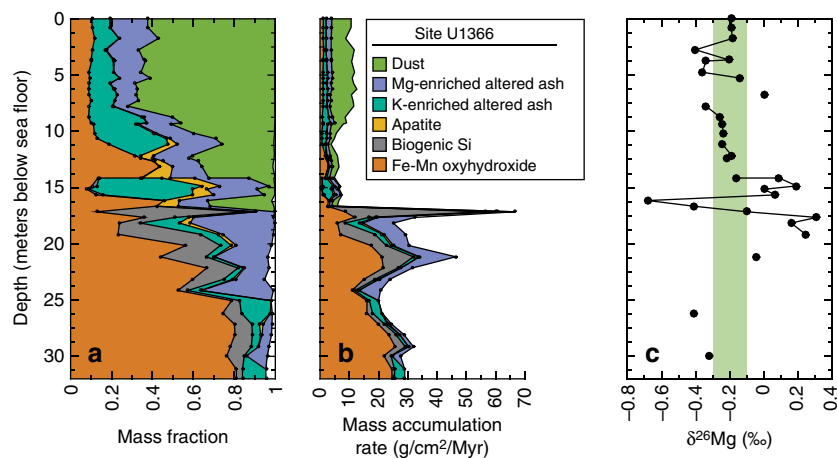 Site U1366
Dust
Mg-enriched altered ash
K-enriched altered ash
Apatite
Biogenic Si
Fe-Mn oxyhydroxide
Depth (meters below sea floor)
0
5
10
15
20
25
30
a
0
0.2
0.4
0.6
0.8
1
Mass fraction
b
0
10
20
30
40
50
60
70
Mass accumulation
rate (g/cm²/Myr)
c
−0.8
−0.6
−0.4
−0.2
0
0.2
0.4
δ²⁶Mg (‰)